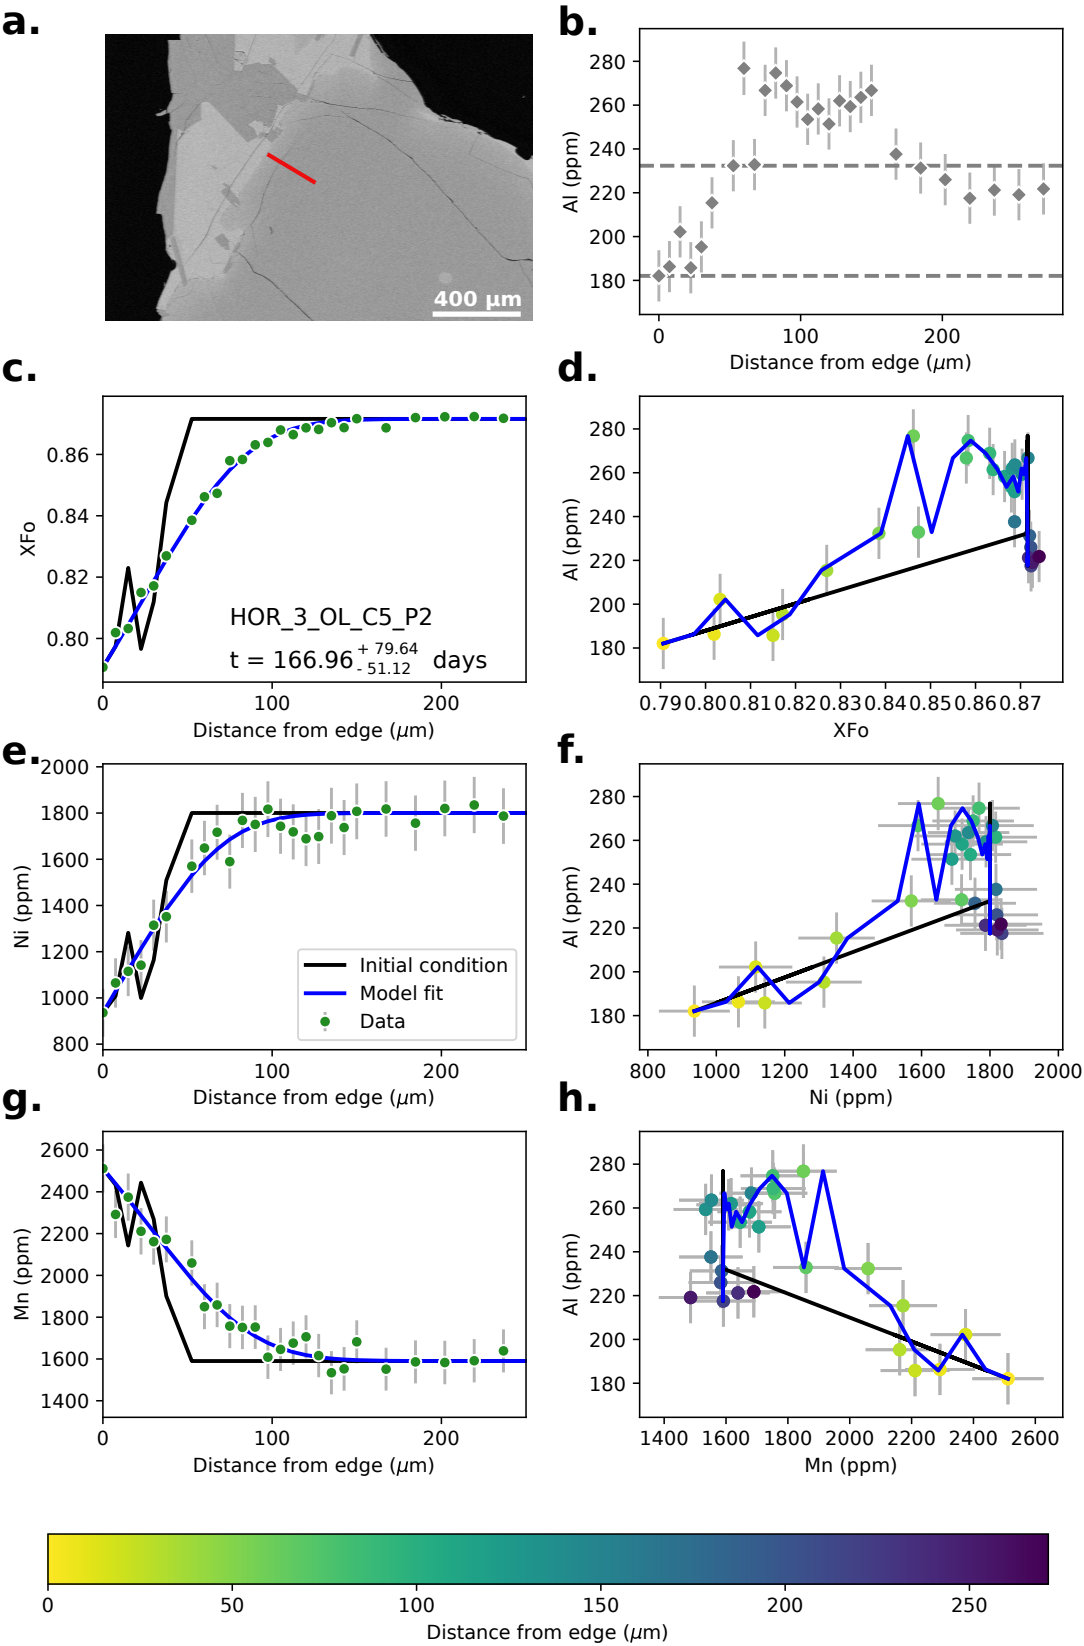 a.
400 µm
b.
Al (ppm)
280
260
240
220
200
180
0 100 200
Distance from edge (µm)
c.
XFo
0.86
0.84
0.82
0.80
HOR_3_OL_C5_P2
t = 166.96 + 79.64 - 51.12 days
0 100 200
Distance from edge (µm)
d.
Al (ppm)
280
260
240
220
200
180
0.79 0.80 0.81 0.82 0.83 0.84 0.85 0.86 0.87
XFo
e.
Ni (ppm)
2000
1800
1600
1400
1200
1000
800
Initial condition
Model fit
Data
0 100 200
Distance from edge (µm)
f.
Al (ppm)
280
260
240
220
200
180
800 1000 1200 1400 1600 1800 2000
Ni (ppm)
g.
Mn (ppm)
2600
2400
2200
2000
1800
1600
1400
0 100 200
Distance from edge (µm)
h.
Al (ppm)
280
260
240
220
200
180
1400 1600 1800 2000 2200 2400 2600
Mn (ppm)
0 50 100 150 200 250
Distance from edge (µm)